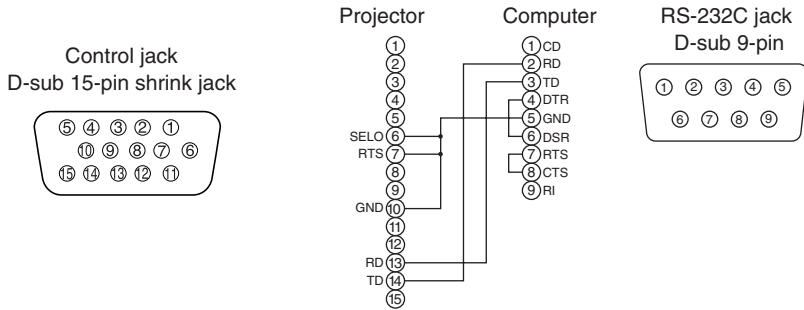 Control jack
D-sub 15-pin shrink jack
5 4 3 2 1
10 9 8 7 6
15 14 13 12 11
Projector
1
2
3
4
5
SELO 6
RTS 7
8
9
GND 10
11
12
RD 13
TD 14
15
Computer
1 CD
2 RD
3 TD
4 DTR
5 GND
6 DSR
7 RTS
8 CTS
9 RI
RS-232C jack
D-sub 9-pin
1 2 3 4 5
6 7 8 9